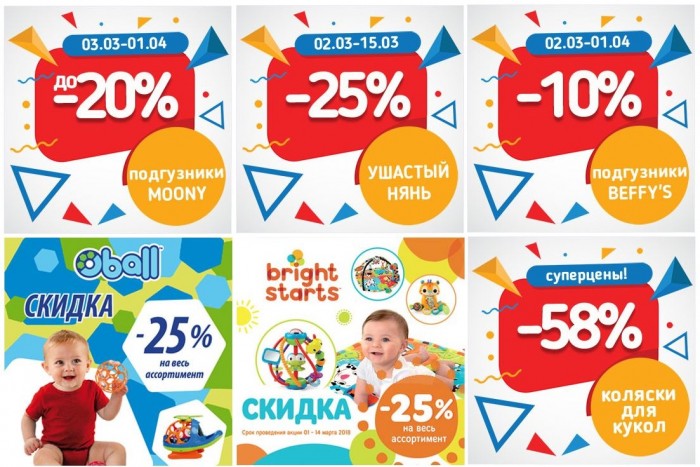 03.03-01.04
до
-20%
подгузники
MOONY
02.03-15.03
-25%
УШАСТЫЙ
НЯНЬ
02.03-01.04
-10%
подгузники
BEFFY'S
Oball
СКИДКА
-25%
на весь
ассортимент
bright
starts
СКИДКА
Срок проведения акции 01 - 14 марта 2018
-25%
на весь
ассортимент
суперцены!
-58%
коляски
для
кукол